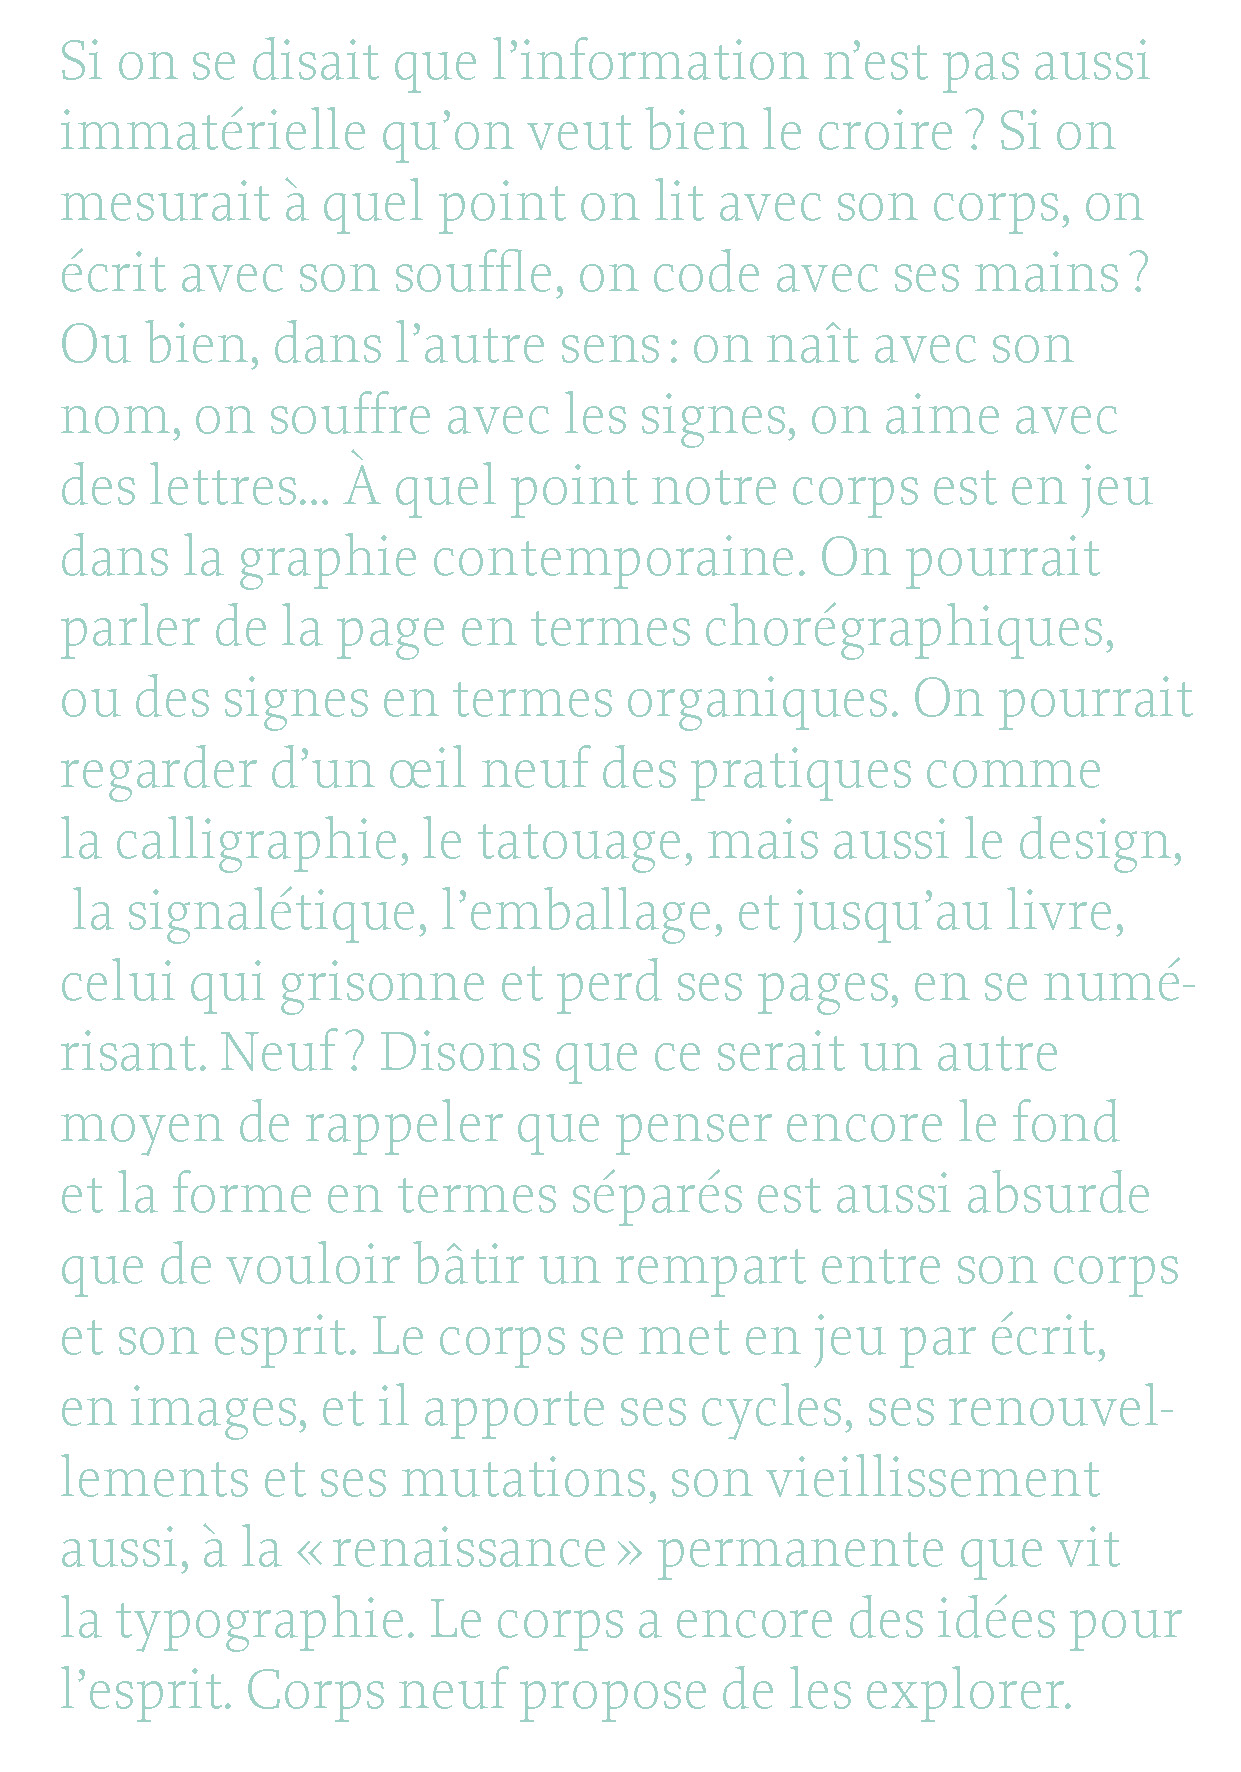 Si on se disait que l’information n’est pas aussi
immatérielle qu’on veut bien le croire ? Si on
mesurait à quel point on lit avec son corps, on
écrit avec son souffle, on code avec ses mains ?
Ou bien, dans l’autre sens : on naît avec son
nom, on souffre avec les signes, on aime avec
des lettres... À quel point notre corps est en jeu
dans la graphie contemporaine. On pourrait
parler de la page en termes chorégraphiques,
ou des signes en termes organiques. On pourrait
regarder d’un œil neuf des pratiques comme
la calligraphie, le tatouage, mais aussi le design,
la signalétique, l’emballage, et jusqu’au livre,
celui qui grisonne et perd ses pages, en se numé-
risant. Neuf ? Disons que ce serait un autre
moyen de rappeler que penser encore le fond
et la forme en termes séparés est aussi absurde
que de vouloir bâtir un rempart entre son corps
et son esprit. Le corps se met en jeu par écrit,
en images, et il apporte ses cycles, ses renouvel-
lements et ses mutations, son vieillissement
aussi, à la « renaissance » permanente que vit
la typographie. Le corps a encore des idées pour
l’esprit. Corps neuf propose de les explorer.